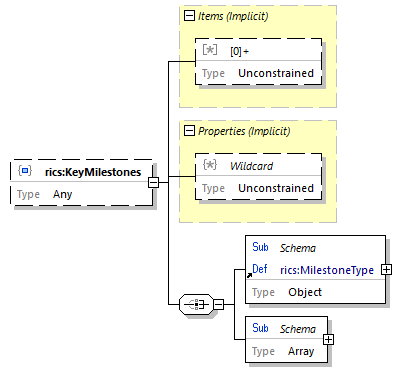 Items (Implicit)
[*] [0]+
Type Unconstrained
Properties (Implicit)
{*} Wildcard
Type Unconstrained
{} rics:KeyMilestones
Type Any
Sub Schema
Def rics:MilestoneType
Type Object
Sub Schema
Type Array